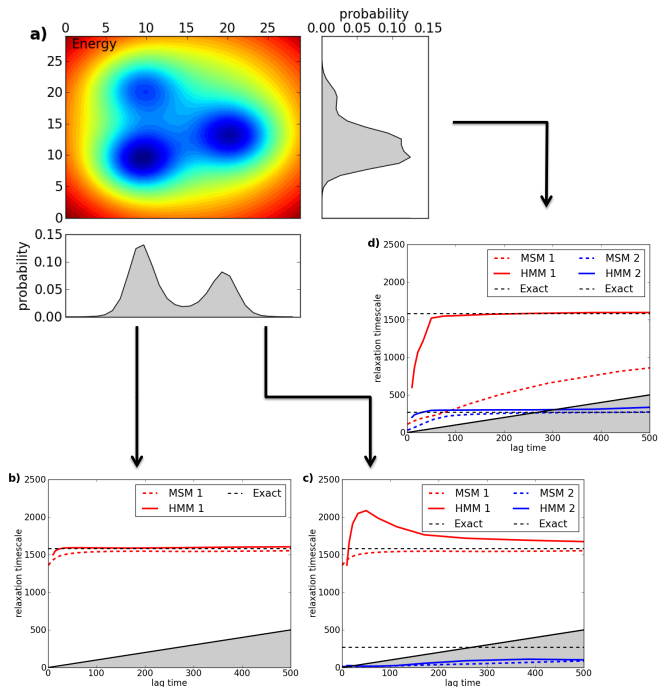 a)
0 5 10 15 20 25
Energy
25
20
15
10
5
0
probability
0.00 0.05 0.10 0.15
probability
0.15
0.10
0.05
0.00
d)
2500
2000
1500
1000
500
0
relaxation timescale
MSM 1 MSM 2
HMM 1 HMM 2
Exact Exact
0 100 200 300 400 500
lag time
b)
2500
2000
1500
1000
500
0
relaxation timescale
MSM 1 Exact
HMM 1
0 100 200 300 400 500
lag time
c)
2500
2000
1500
1000
500
0
relaxation timescale
MSM 1 MSM 2
HMM 1 HMM 2
Exact Exact
0 100 200 300 400 500
lag time